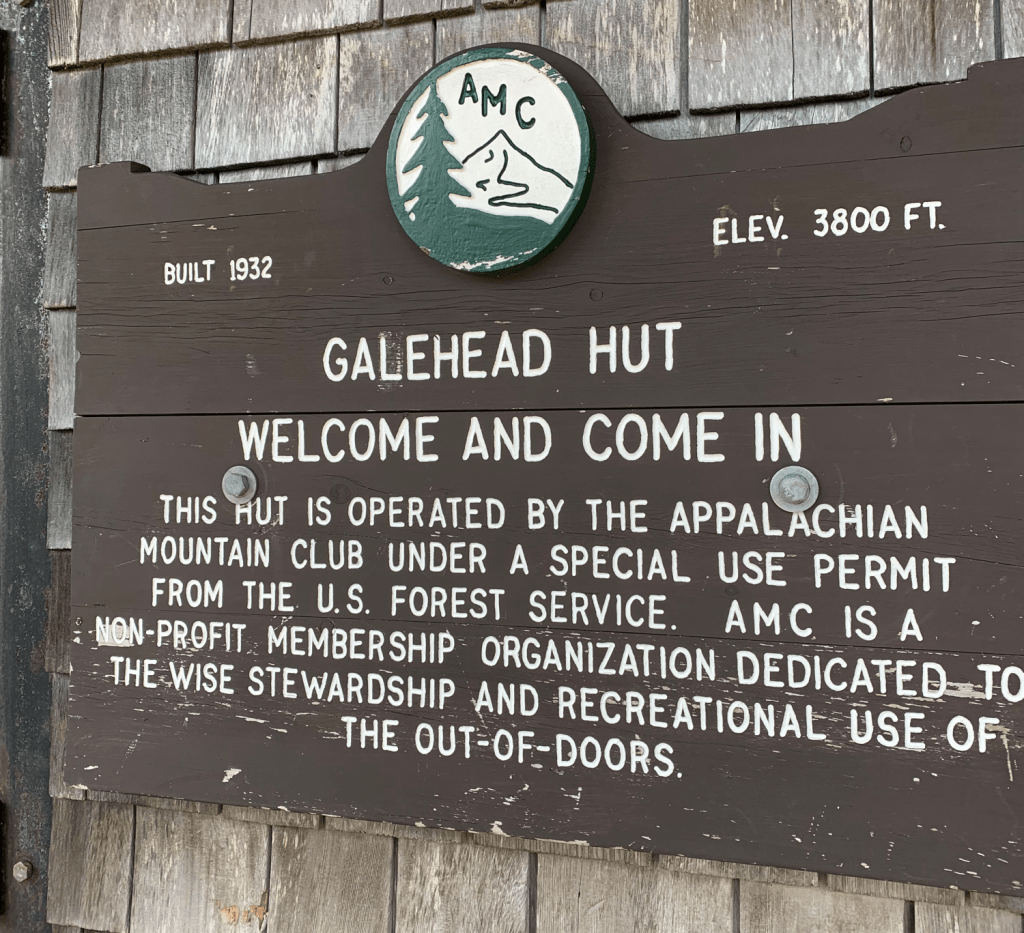 AMC
BUILT 1932
ELEV. 3800 FT.
GALEHEAD HUT
WELCOME AND COME IN
THIS HUT IS OPERATED BY THE APPALACHIAN
MOUNTAIN CLUB UNDER A SPECIAL USE PERMIT
FROM THE U.S. FOREST SERVICE. AMC IS A
NON-PROFIT MEMBERSHIP ORGANIZATION DEDICATED TO
THE WISE STEWARDSHIP AND RECREATIONAL USE OF
THE OUT-OF-DOORS.